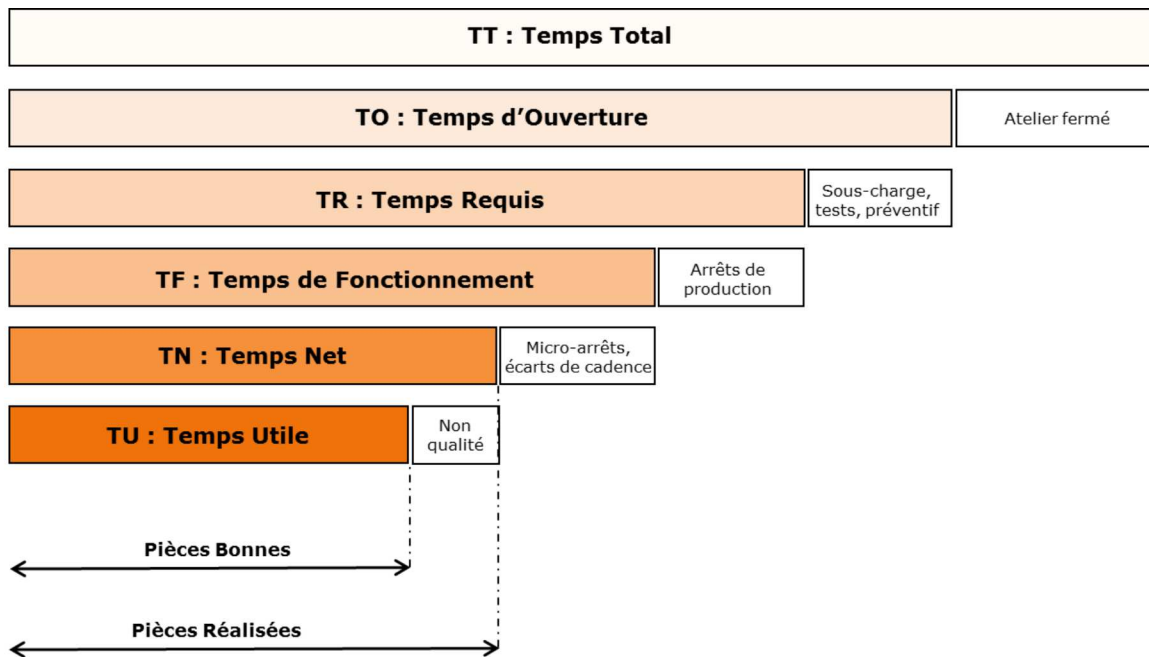 TT : Temps Total
TO : Temps d’Ouverture
Atelier fermé
TR : Temps Requis
Sous-charge,
tests, préventif
TF : Temps de Fonctionnement
Arrêts de
production
TN : Temps Net
Micro-arrêts,
écarts de cadence
TU : Temps Utile
Non
qualité
Pièces Bonnes
Pièces Réalisées